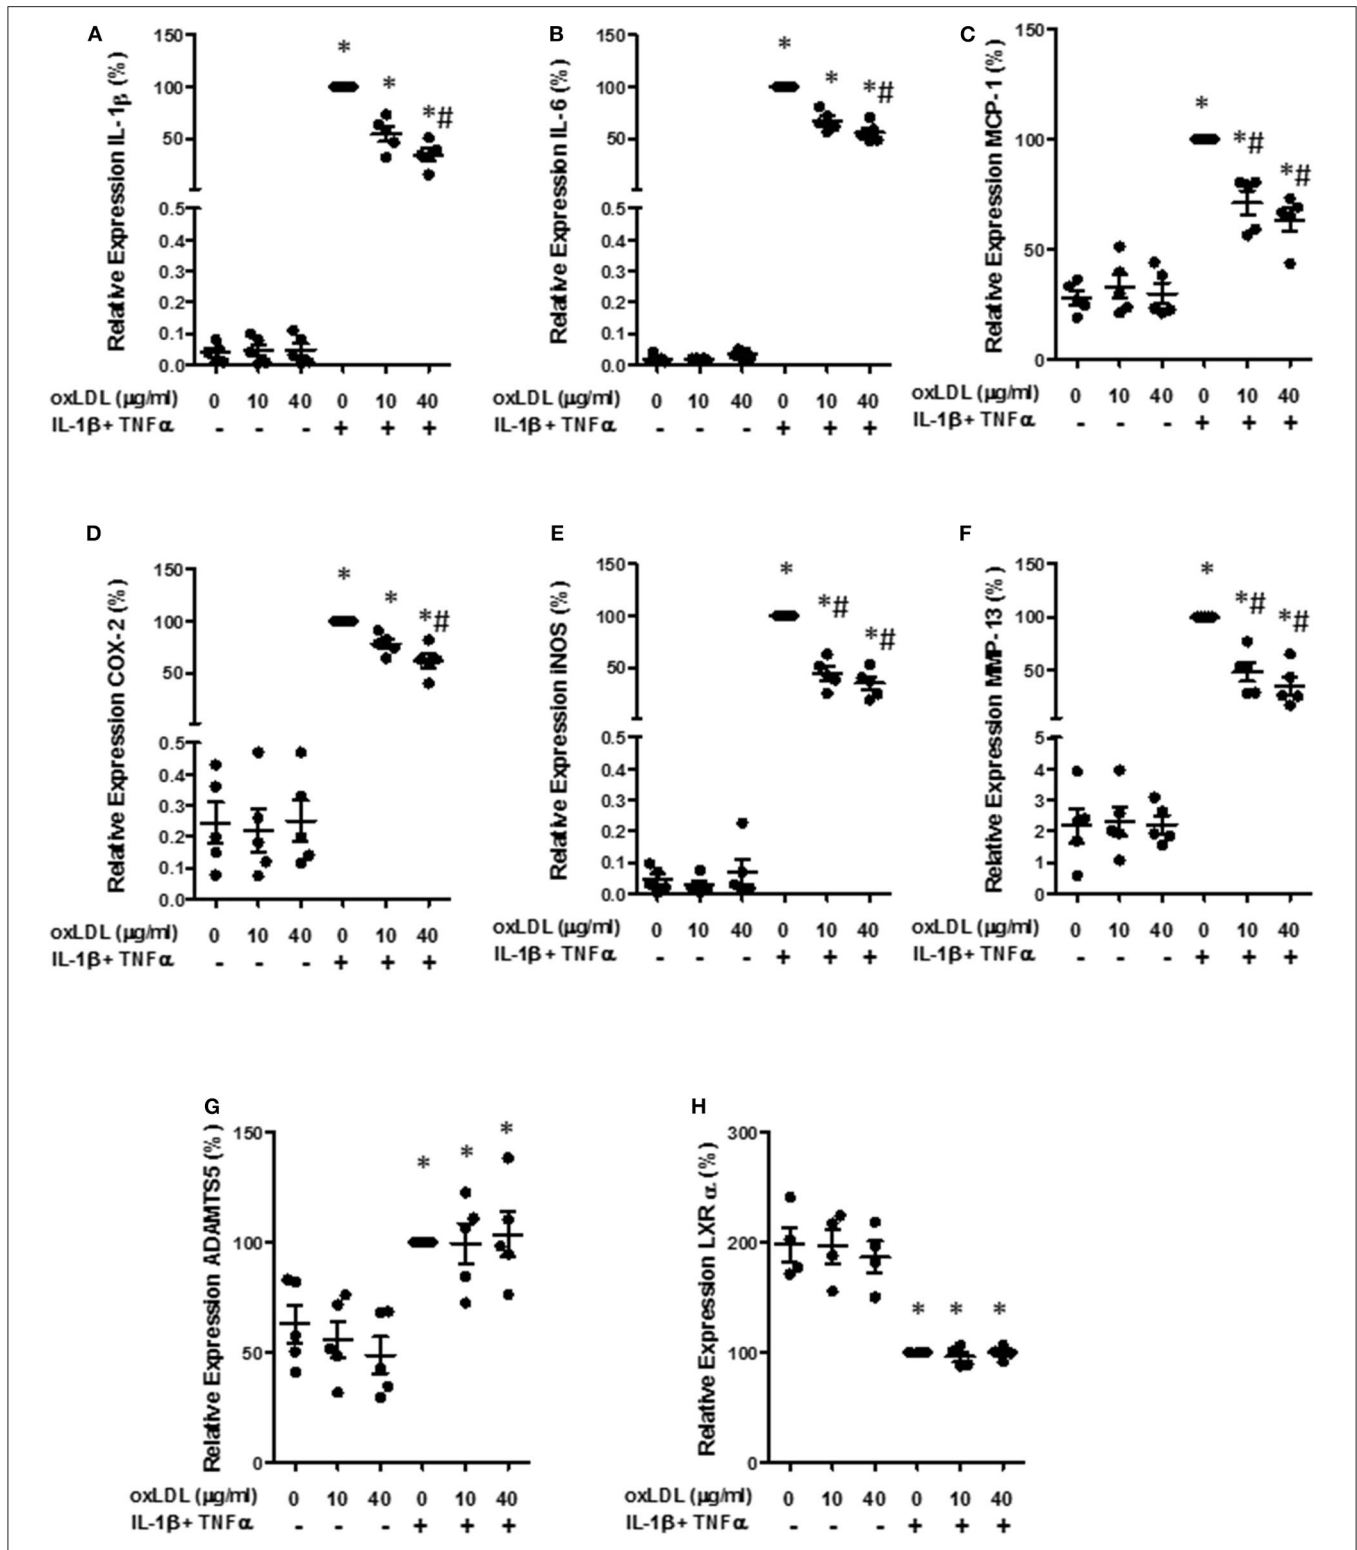 A
Relative Expression IL-1β (%)
150
*
100
*
*#
50
0.5
0.4
0.3
0.2
0.1
0.0
oxLDL (µg/ml) 0 10 40 0 10 40
IL-1β + TNFα - - - + + +
B
Relative Expression IL-6 (%)
150
*
100
*
*#
50
0.5
0.4
0.3
0.2
0.1
0.0
oxLDL (µg/ml) 0 10 40 0 10 40
IL-1β + TNFα - - - + + +
C
Relative Expression MCP-1 (%)
150
*
100
*#
*#
50
0
oxLDL (µg/ml) 0 10 40 0 10 40
IL-1β + TNFα - - - + + +
D
Relative Expression COX-2 (%)
150
*
100
*
*#
50
0.5
0.4
0.3
0.2
0.1
0.0
oxLDL (µg/ml) 0 10 40 0 10 40
IL-1β + TNFα - - - + + +
E
Relative Expression iNOS (%)
150
*
100
*#
*#
50
0.5
0.4
0.3
0.2
0.1
0.0
oxLDL (µg/ml) 0 10 40 0 10 40
IL-1β + TNFα - - - + + +
F
Relative Expression MMP-13 (%)
150
*
100
*#
*#
50
5
4
3
2
1
0
oxLDL (µg/ml) 0 10 40 0 10 40
IL-1β + TNFα - - - + + +
G
Relative Expression ADAMTS5 (%)
150
*
*
*
100
50
0
oxLDL (µg/ml) 0 10 40 0 10 40
IL-1β + TNFα - - - + + +
H
Relative Expression LXR α (%)
300
200
* * *
100
0
oxLDL (µg/ml) 0 10 40 0 10 40
IL-1β + TNFα - - - + + +